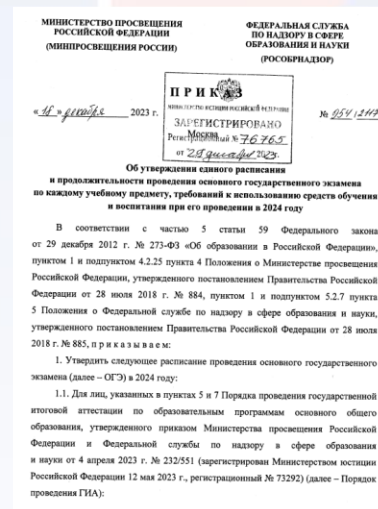 МИНИСТЕРСТВО ПРОСВЕЩЕНИЯ
РОССИЙСКОЙ ФЕДЕРАЦИИ
(МИНПРОСВЕЩЕНИЯ РОССИИ)
ФЕДЕРАЛЬНАЯ СЛУЖБА
ПО НАДЗОРУ В СФЕРЕ
ОБРАЗОВАНИЯ И НАУКИ
(РОСОБРНАДЗОР)
ПРИКАЗ
МИНИСТЕРСТВО ЮСТИЦИИ РОССИЙСКОЙ ФЕДЕРАЦИИ
ЗАРЕГИСТРИРОВАНО
Москва
Регистрационный № 76765
от 29 декабря 2023.
« 18 » декабря 2023 г.
№ 954/2117
Об утверждении единого расписания
и продолжительности проведения основного государственного экзамена
по каждому учебному предмету, требований к использованию средств обучения
и воспитания при его проведении в 2024 году
В соответствии с частью 5 статьи 59 Федерального закона
от 29 декабря 2012 г. № 273-ФЗ «Об образовании в Российской Федерации»,
пунктом 1 и подпунктом 4.2.25 пункта 4 Положения о Министерстве просвещения
Российской Федерации, утвержденного постановлением Правительства Российской
Федерации от 28 июля 2018 г. № 884, пунктом 1 и подпунктом 5.2.7 пункта
5 Положения о Федеральной службе по надзору в сфере образования и науки,
утвержденного постановлением Правительства Российской Федерации от 28 июля
2018 г. № 885, п р и к а з ы в а е м:
1. Утвердить следующее расписание проведения основного государственного
экзамена (далее – ОГЭ) в 2024 году:
1.1. Для лиц, указанных в пунктах 5 и 7 Порядка проведения государственной
итоговой аттестации по образовательным программам основного общего
образования, утвержденного приказом Министерства просвещения Российской
Федерации и Федеральной службы по надзору в сфере образования
и науки от 4 апреля 2023 г. № 232/551 (зарегистрирован Министерством юстиции
Российской Федерации 12 мая 2023 г., регистрационный № 73292) (далее – Порядок
проведения ГИА):